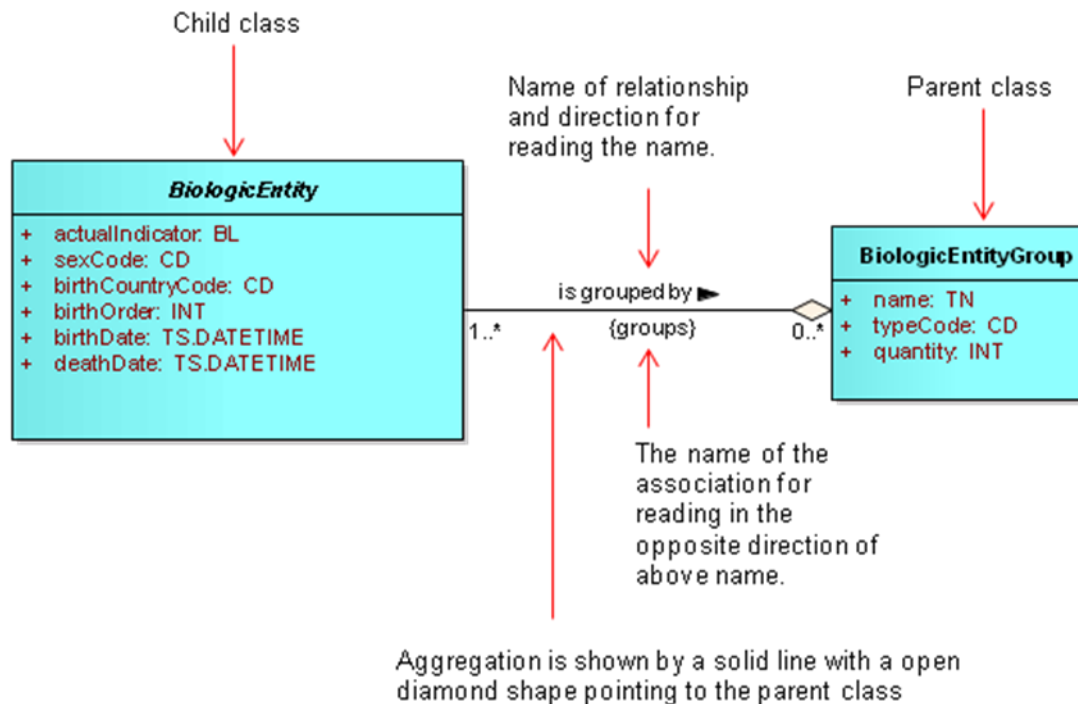 Child class
Name of relationship
and direction for
reading the name.
Parent class
BiologicEntity
+ actualIndicator: BL
+ sexCode: CD
+ birthCountryCode: CD
+ birthOrder: INT
+ birthDate: TS.DATETIME
+ deathDate: TS.DATETIME
is grouped by
1..*
{groups}
0..*
BiologicEntityGroup
+ name: TN
+ typeCode: CD
+ quantity: INT
The name of the
association for
reading in the
opposite direction of
above name.
Aggregation is shown by a solid line with a open
diamond shape pointing to the parent class